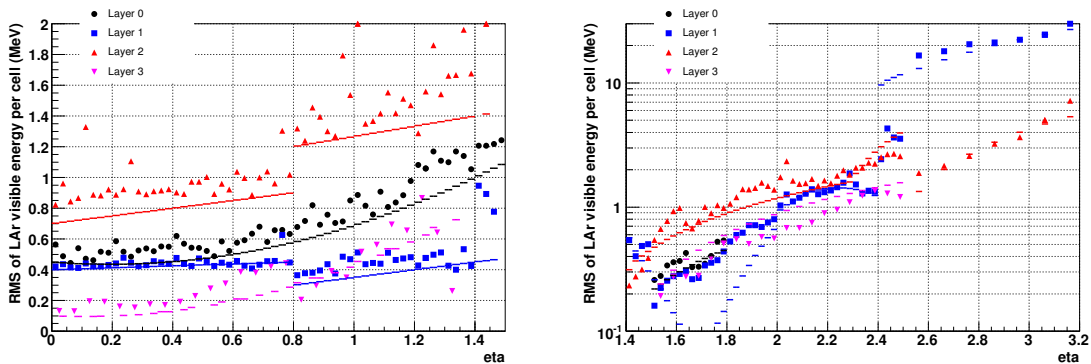 Layer 0
Layer 1
Layer 2
Layer 3
RMS of LAr visible energy per cell (MeV)
2
1.8
1.6
1.4
1.2
1
0.8
0.6
0.4
0.2
0
0 0.2 0.4 0.6 0.8 1 1.2 1.4
eta
Layer 0
Layer 1
Layer 2
Layer 3
RMS of LAr visible energy per cell (MeV)
10
1
10-1
1.4 1.6 1.8 2 2.2 2.4 2.6 2.8 3 3.2
eta